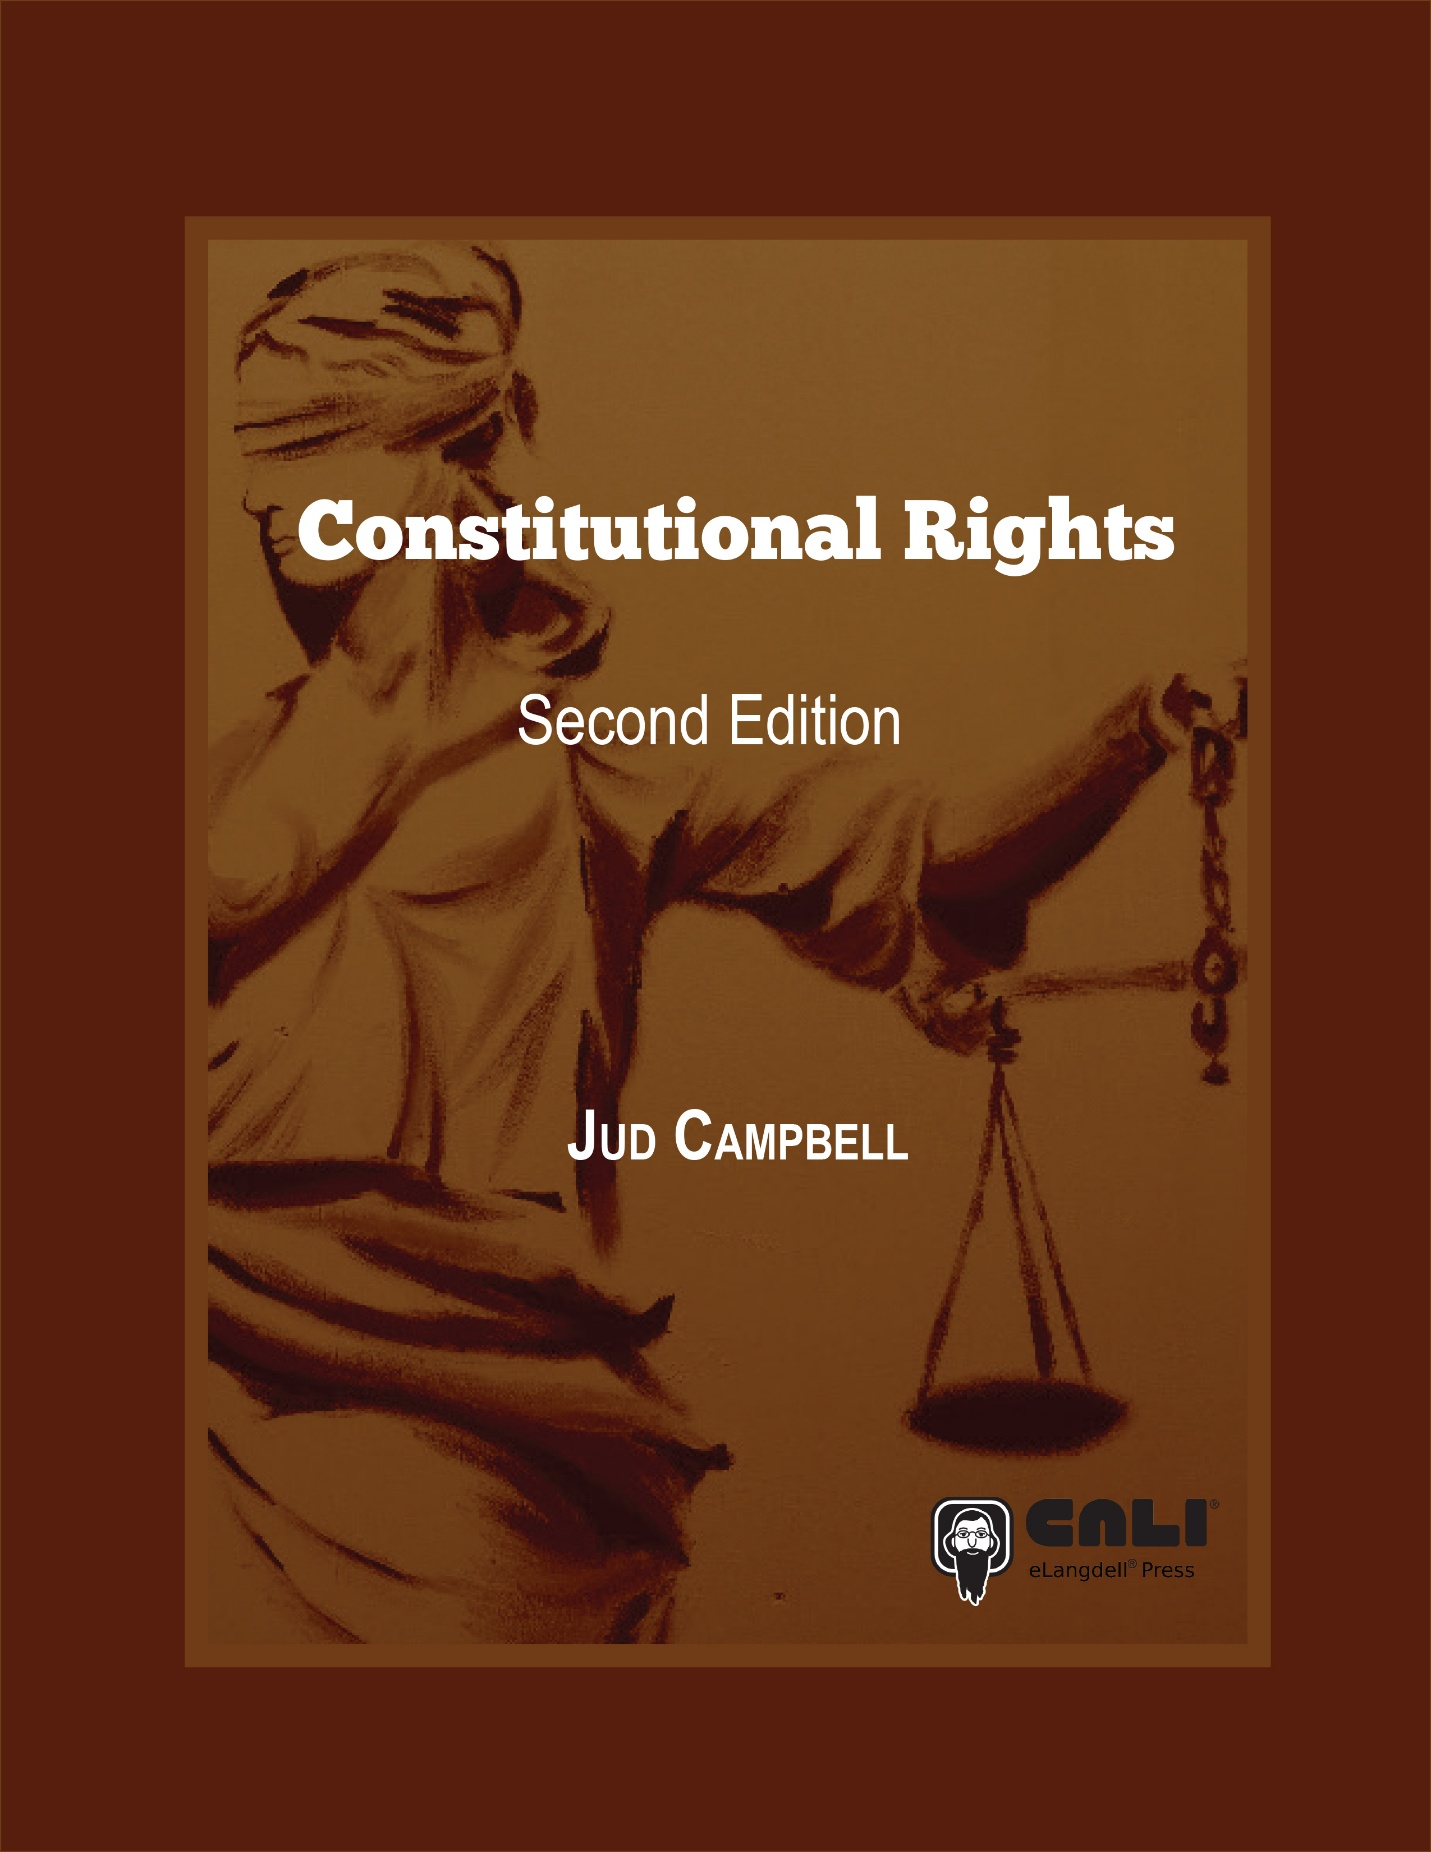 Constitutional Rights
Second Edition
JUD CAMPBELL
CALI®
eLangdell® Press